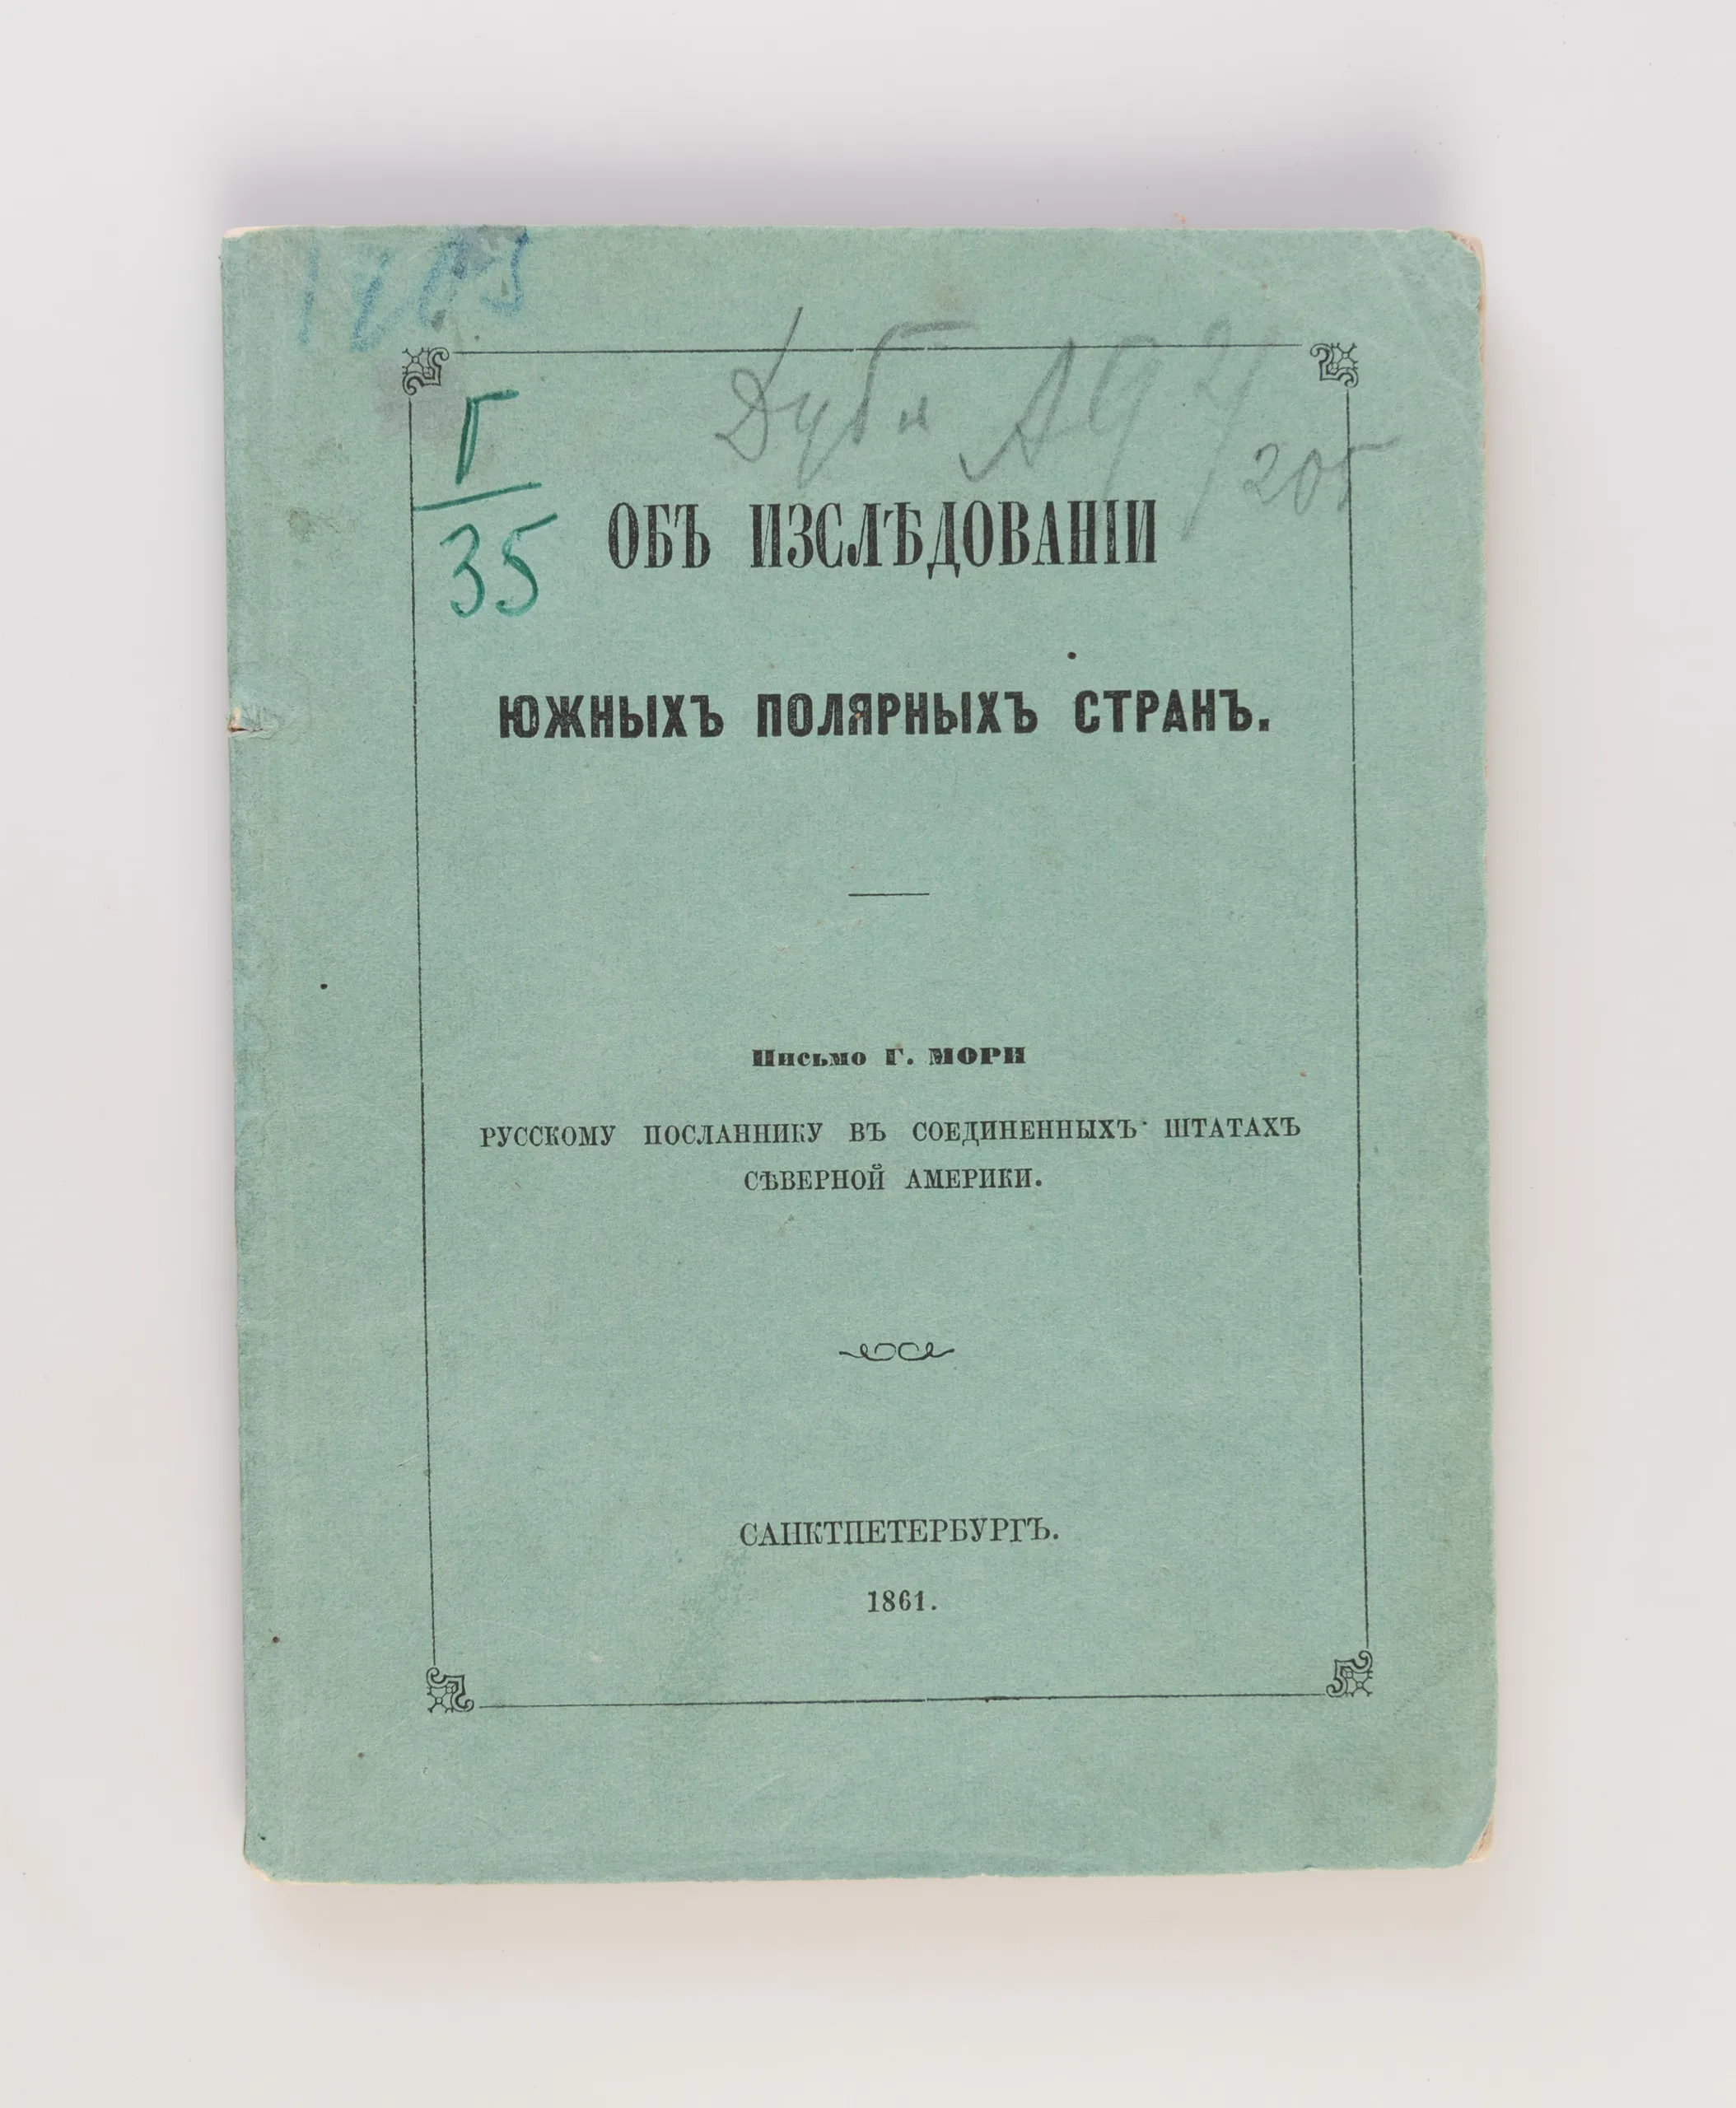 Г
35
ОБЪ ИЗСЛѢДОВАНІИ
ЮЖНЫХЪ ПОЛЯРНЫХЪ СТРАНЪ.
Письмо Г. МОРИ
РУССКОМУ ПОСЛАННИКУ ВЪ СОЕДИНЕННЫХЪ ШТАТАХЪ
СѢВЕРНОЙ АМЕРИКИ.
САНКТПЕТЕРБУРГЪ.
1861.